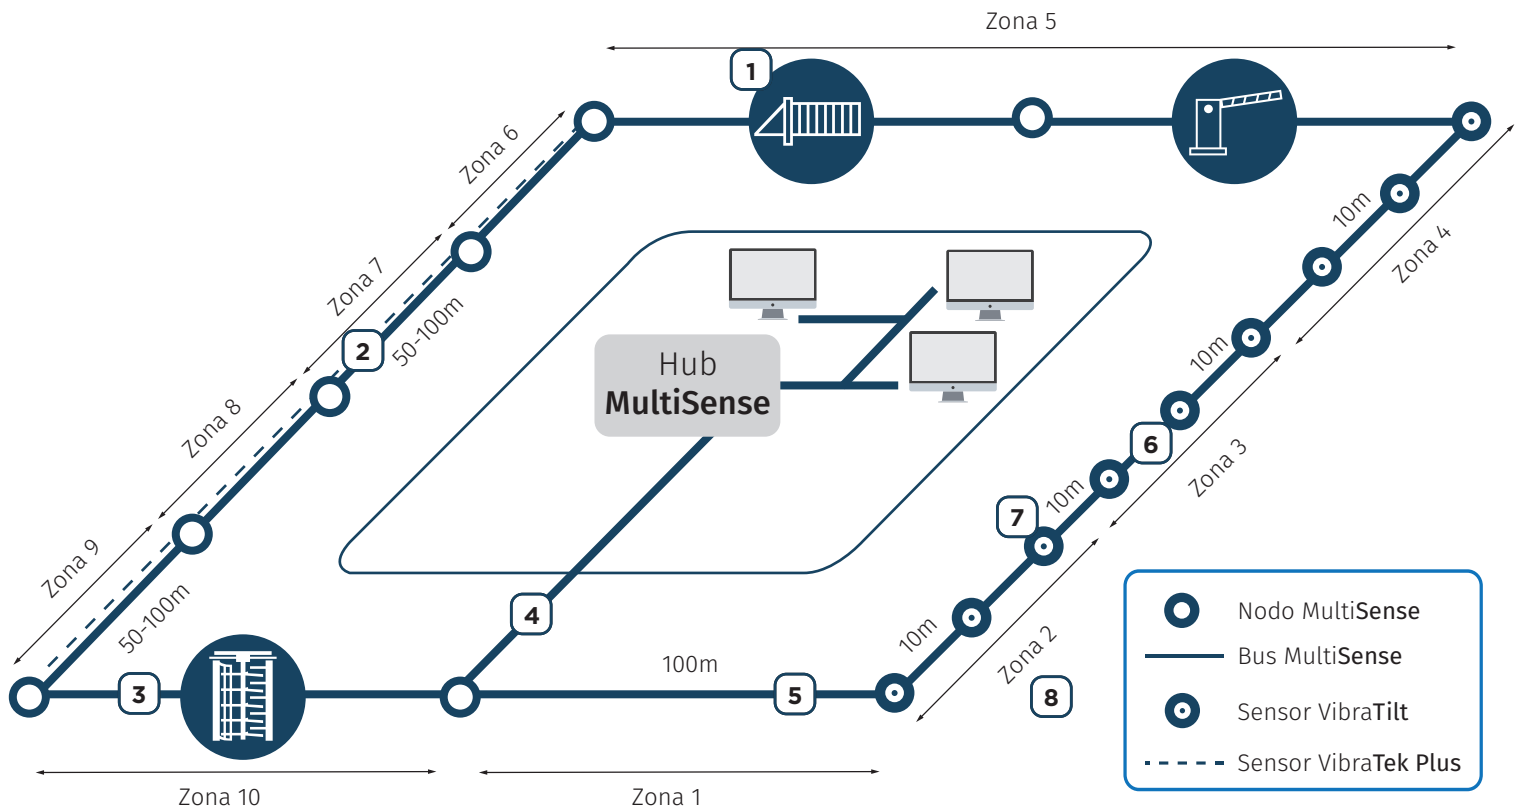 Zona 5
1
Zona 6
10m
Zona 4
Zona 7
50-100m
2
Hub
MultiSense
10m
Zona 8
6
Zona 3
10m
7
Zona 9
50-100m
4
10m
Zona 2
3
100m
5
8
Zona 10
Zona 1
Nodo MultiSense
Bus MultiSense
Sensor VibraTilt
Sensor VibraTek Plus